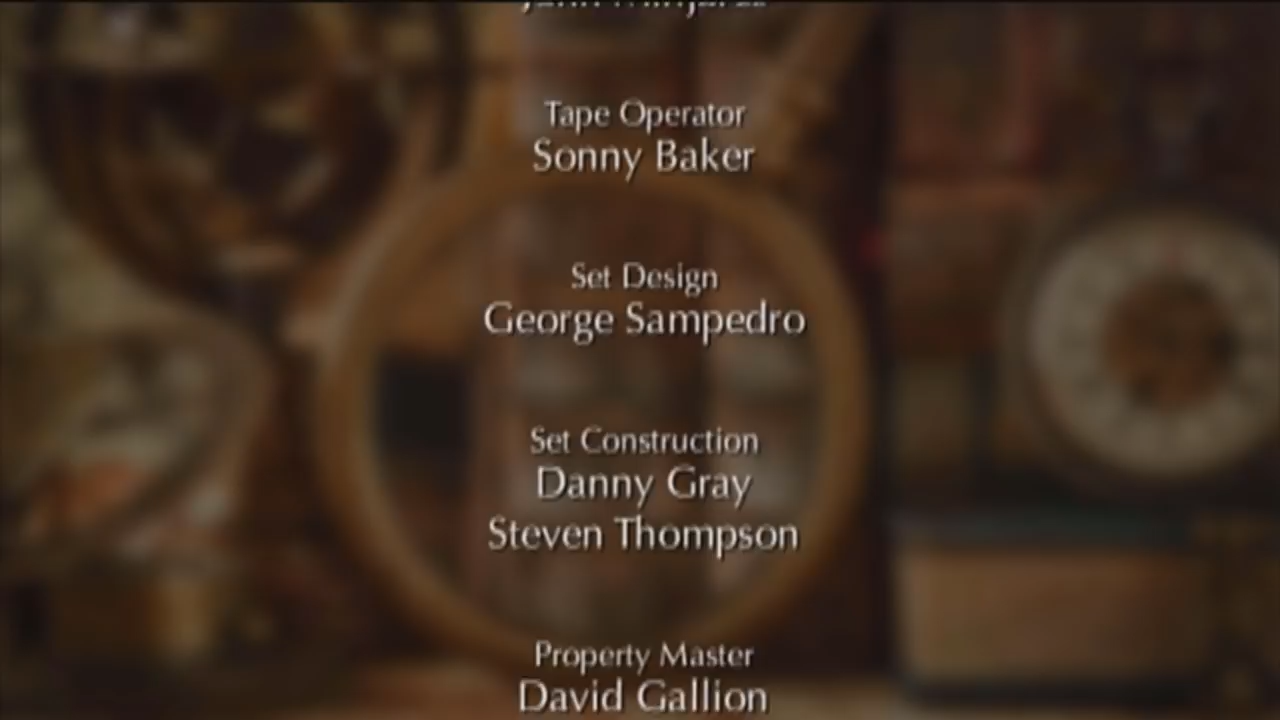 Tape Operator
Sonny Baker
Set Design
George Sampedro
Set Construction
Danny Gray
Steven Thompson
Property Master
David Gallion